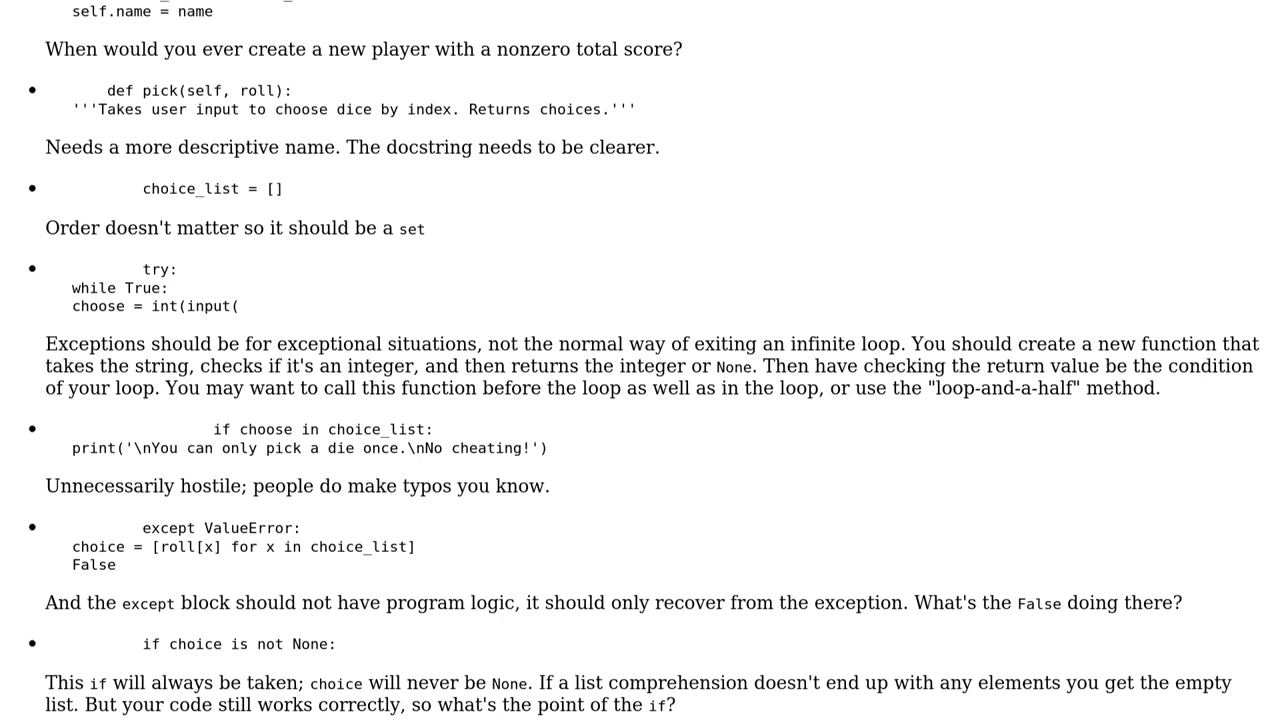 self.name = name
When would you ever create a new player with a nonzero total score?
def pick(self, roll):
'''Takes user input to choose dice by index. Returns choices.'''
Needs a more descriptive name. The docstring needs to be clearer.
choice_list = []
Order doesn't matter so it should be a set
try:
while True:
choose = int(input(
Exceptions should be for exceptional situations, not the normal way of exiting an infinite loop. You should create a new function that
takes the string, checks if it's an integer, and then returns the integer or None. Then have checking the return value be the condition
of your loop. You may want to call this function before the loop as well as in the loop, or use the "loop-and-a-half" method.
if choose in choice_list:
print('\nYou can only pick a die once.\nNo cheating!')
Unnecessarily hostile; people do make typos you know.
except ValueError:
choice = [roll[x] for x in choice_list]
False
And the except block should not have program logic, it should only recover from the exception. What's the False doing there?
if choice is not None:
This if will always be taken; choice will never be None. If a list comprehension doesn't end up with any elements you get the empty
list. But your code still works correctly, so what's the point of the if?